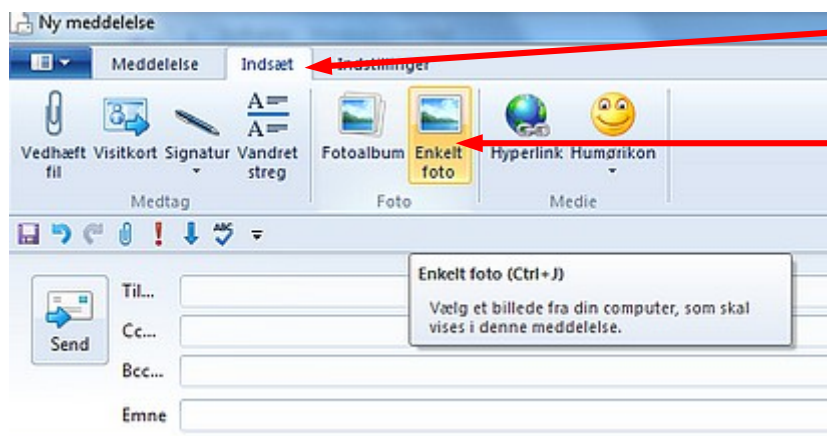 Ny meddelelse
Meddelelse Indsæt Indstillinger
Vedhæft fil Visitkort Signatur Vandret streg Fotoalbum Enkelt foto Hyperlink Humørikon
Medtag Foto Medie
ABC
Enkelt foto (Ctrl+J)
Vælg et billede fra din computer, som skal
vises i denne meddelelse.
Send
Til...
Cc...
Bcc...
Emne